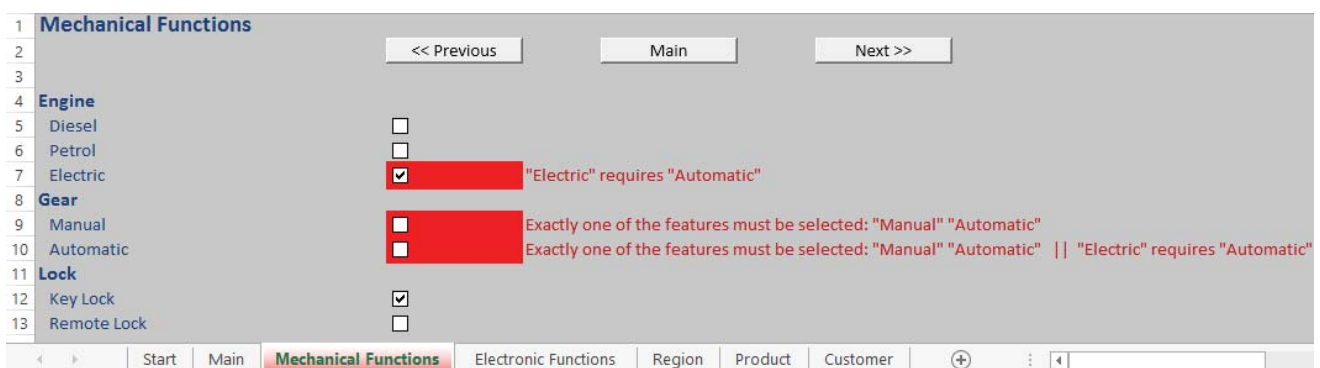 1 Mechanical Functions
2 << Previous Main Next >>
3
4 Engine
5 Diesel
6 Petrol
7 Electric "Electric" requires "Automatic"
8 Gear
9 Manual Exactly one of the features must be selected: "Manual" "Automatic"
10 Automatic Exactly one of the features must be selected: "Manual" "Automatic" || "Electric" requires "Automatic"
11 Lock
12 Key Lock
13 Remote Lock
Start Main Mechanical Functions Electronic Functions Region Product Customer